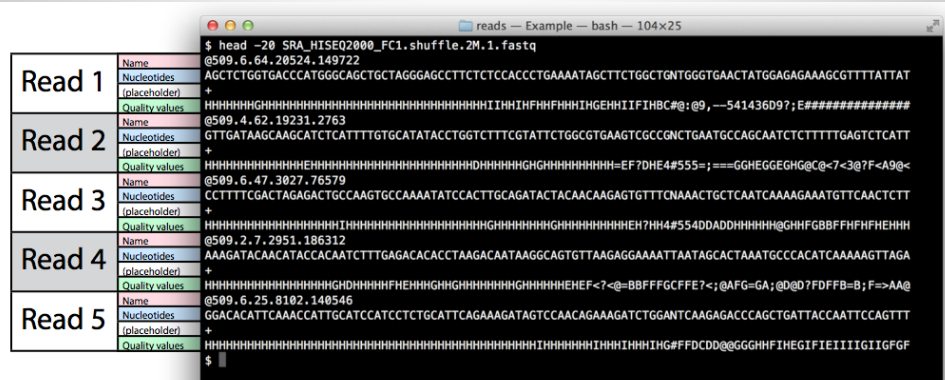 reads — Example — bash — 104×25
$ head -20 SRA_HISEQ2000_FC1.shuffle.2M.1.fastq
Read 1
Name
@509.6.64.20524.149722
Nucleotides
AGCTCTGGTGACCCATGGGCAGCTGCTAGGGAGCCTTCTCTCCACCCTGAAAATAGCTTCTGGCTGNTGGGTGAACTATGGAGAGAAAGCGTTTTATTAT
(placeholder)
+
Quality values
HHHHHHHGHHHHHHHHHHHHHHHHHHHHHHHHHHHHHHHHIIHHIHFHHFHHHIHGEHHIIFIHBC#@:@9,--541436D9?;E###############
Read 2
Name
@509.4.62.19231.2763
Nucleotides
GTTGATAAGCAAGCATCTCATTTTGTGCATATACCTGGTCTTTCGTATTCTGGCGTGAAGTCGCCGNCTGAATGCCAGCAATCTCTTTTTGAGTCTCATT
(placeholder)
+
Quality values
HHHHHHHHHHHHHHEHHHHHHHHHHHHHHHHHHHHHHHDHHHHHHGHGHHHHHHHHHH=EF?DHE4#555=;===GGHEGGEGHG@C@<7<3@?F<A9@<
Read 3
Name
@509.6.47.3027.76579
Nucleotides
CCTTTTCGACTAGAGACTGCCAAGTGCCAAAATATCCACTTGCAGATACTACAACAAGAGTGTTTCNAAACTGCTCAATCAAAAGAAATGTTCAACTCTT
(placeholder)
+
Quality values
HHHHHHHHHHHHHHHHHHHIHHHHHHHHHHHHHHHHHHHHGHHHHHHHHGHHHHHHHHHHEH?HH4#554DDADDHHHHHH@GHHFGBBFFHFHFHEHHH
Read 4
Name
@509.2.7.2951.186312
Nucleotides
AAAGATACAACATACCACAATCTTTGAGACACACCTAAGACAATAAGGCAGTGTTAAGAGGAAAATTAATAGCACTAAATGCCCACATCAAAAAGTTAGA
(placeholder)
+
Quality values
HHHHHHHHHHHHHHHHHHHHHGHDHHHHHFHEHHHGHHGHHHHHHHHGHHHHHHEHEF<?<@=BBFFFGCFFE?<;@AFG=GA;@D@D?FDFFB=B;F=>AA@
Read 5
Name
@509.6.25.8102.140546
Nucleotides
GGACACATTCAAACCATTGCATCCATCCTCTGCATTCAGAAAGATAGTCCAACAGAAAGATCTGGANTCAAGAGACCCAGCTGATTACCAATTCCAGTTT
(placeholder)
+
Quality values
HHHHHHHHHHHHHHHHHHHHHHHHHHHHHHHHHHHHHHHHHHHHHHHIHHHHHHHIHHHIHHHIHG#FFDCDD@@GGGHHFIHEGIFIEIIIIGIIGFGF
$